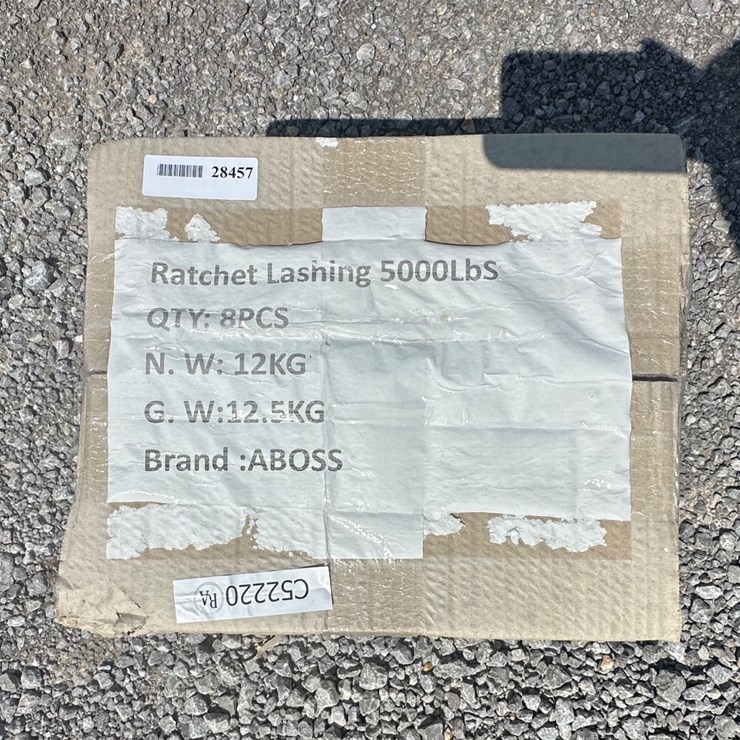 28457
Ratchet Lashing 5000LbS
QTY: 8PCS
N. W: 12KG
G. W:12.5KG
Brand :ABOSS
C52220 RA